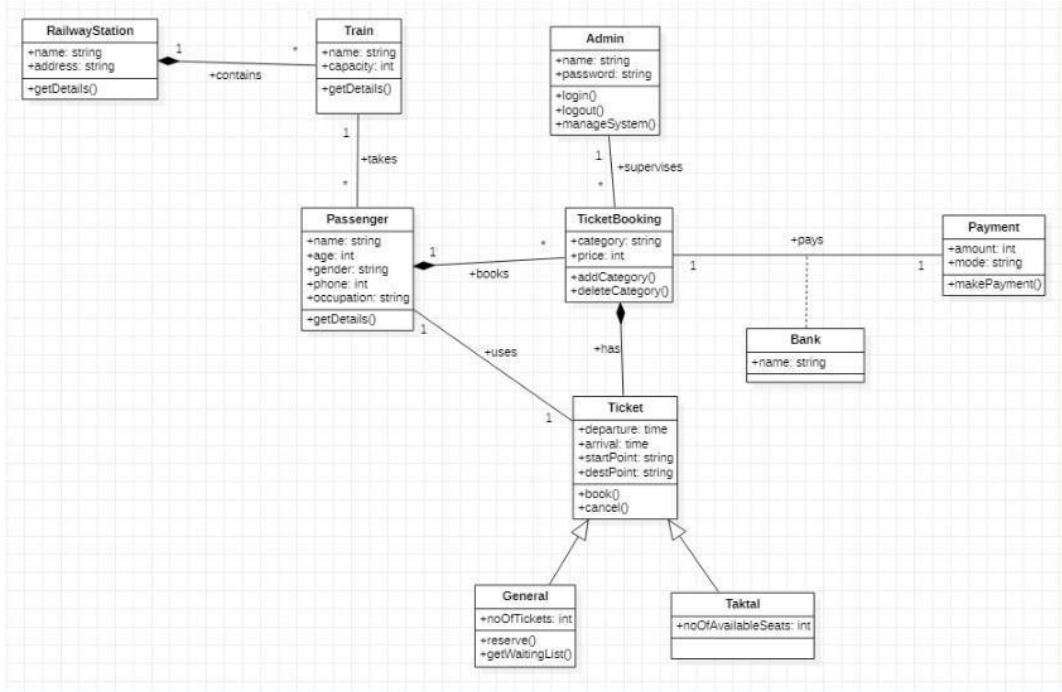 RailwayStation
+name: string
+address: string
+getDetails()
1
*
+contains
Train
+name: string
+capacity: int
+getDetails()
Admin
+name: string
+password: string
+login()
+logout()
+manageSystem()
1
+takes
*
1
+supervises
*
Passenger
+name: string
+age: int
+gender: string
+phone: int
+occupation: string
+getDetails()
1
*
+books
TicketBooking
+category: string
+price: int
+addCategory()
+deleteCategory()
+pays
1
1
Payment
+amount: int
+mode: string
+makePayment()
Bank
+name: string
1
+uses
1
+has
Ticket
+departure: time
+arrival: time
+startPoint: string
+destPoint: string
+book()
+cancel()
General
+noOfTickets: int
+reserve()
+getWaitingList()
Taktal
+noOfAvailableSeats: int